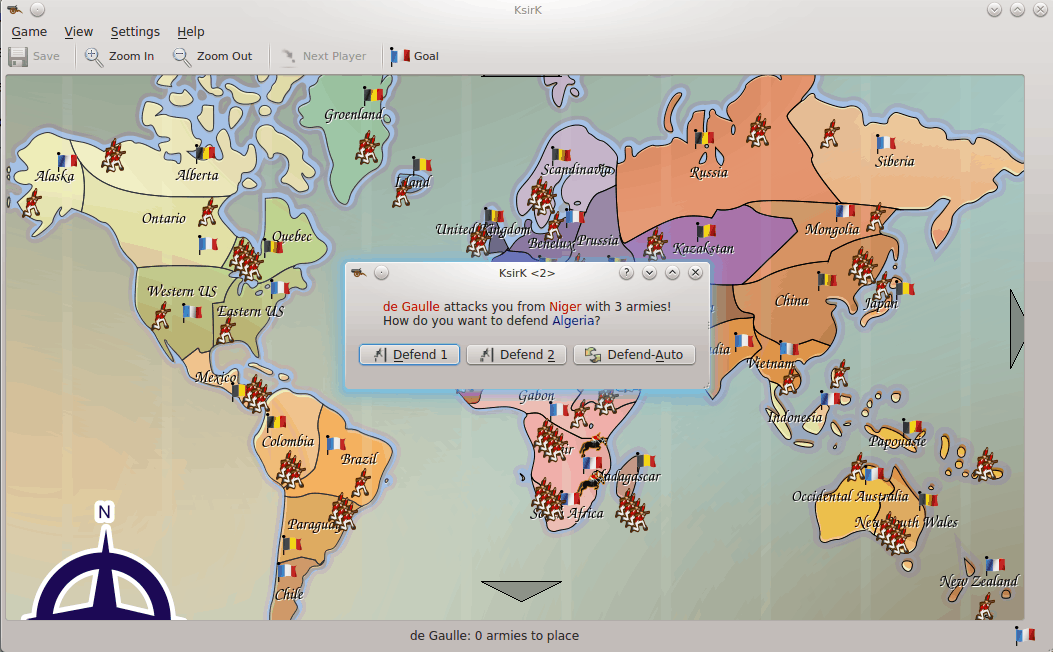 KsirK
Game View Settings Help
Save Zoom In Zoom Out Next Player Goal
Groenland
Scandinavia
Siberia
Russia
Alaska
Alberta
Island
Ontario
Quebec
United Kingdom
Benelux
Prussia
Kazakstan
Mongolia
KsirK <2>
de Gaulle attacks you from Niger with 3 armies!
How do you want to defend Algeria?
Defend 1 Defend 2 Defend-Auto
Western US
Eastern US
China
Japan
Vietnam
Mexico
Gabon
Indonesia
Colombia
Brazil
Papouasie
Madagascar
Occidental Australia
Paraguay
South Africa
New South Wales
New Zealand
Chile
N
de Gaulle: 0 armies to place